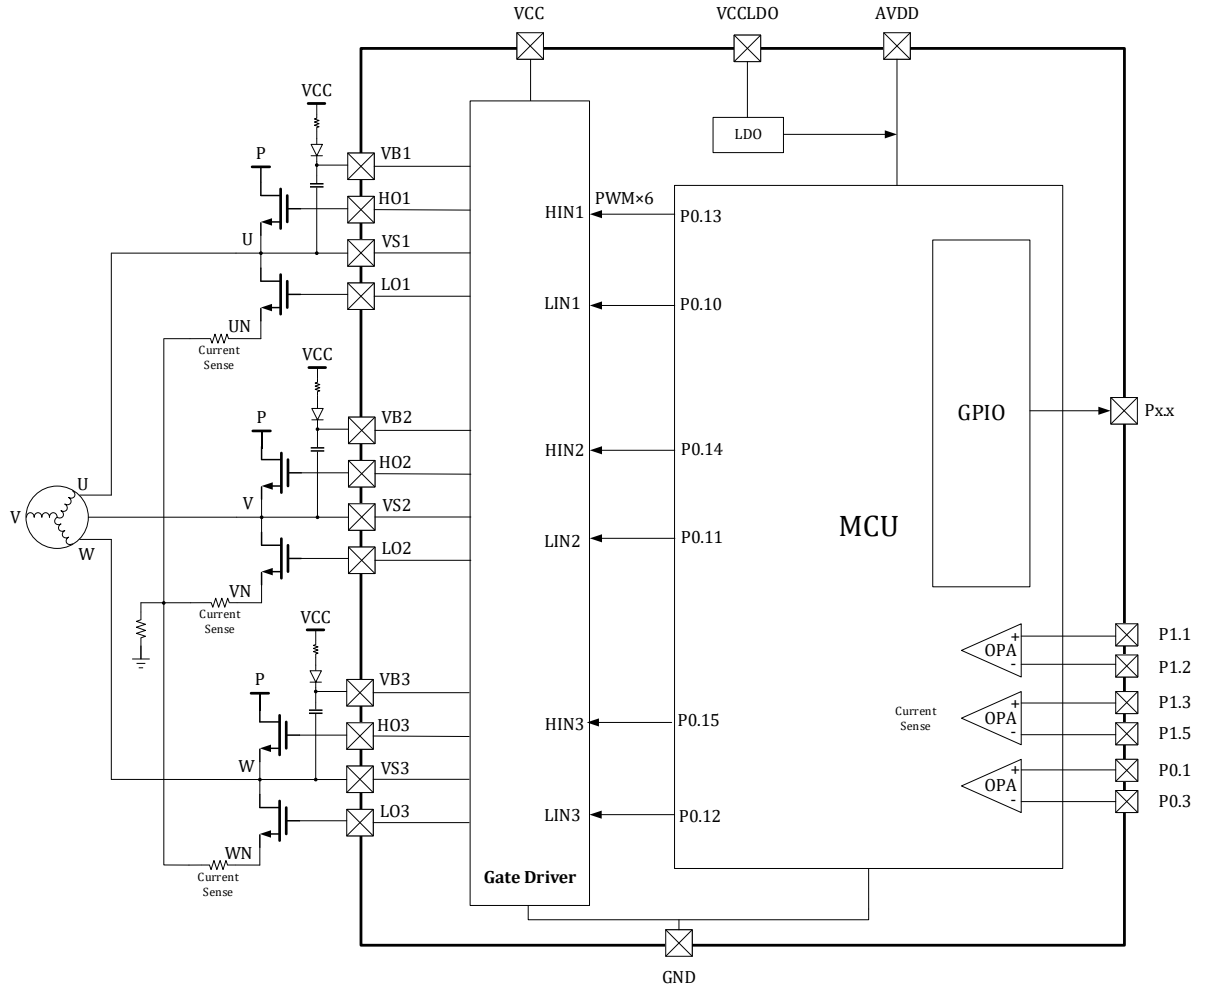 VCC
VCCLDO
AVDD
VCC
LDO
P
VB1
HO1
HIN1
PWM×6
P0.13
U
VS1
LO1
LIN1
P0.10
UN
Current
Sense
VCC
P
VB2
HO2
HIN2
P0.14
GPIO
Px.x
U
V
VS2
V
MCU
W
LO2
LIN2
P0.11
VN
Current
Sense
VCC
P1.1
+
OPA
-
P1.2
P
VB3
HO3
HIN3
P0.15
Current
Sense
+
OPA
-
P1.3
P1.5
W
VS3
LO3
LIN3
P0.12
+
OPA
-
P0.1
P0.3
WN
Current
Sense
Gate Driver
GND